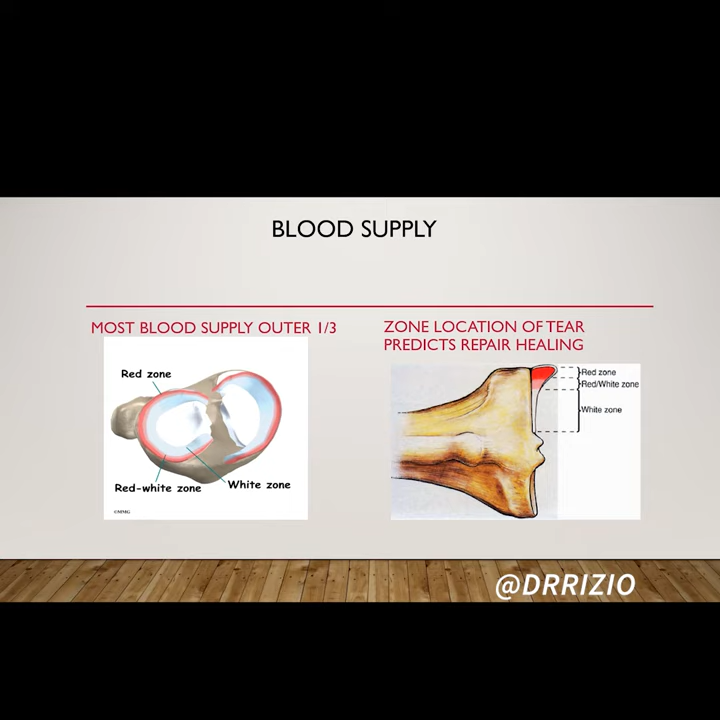 BLOOD SUPPLY
MOST BLOOD SUPPLY OUTER 1/3
Red zone
Red-white zone
White zone
©MMG
ZONE LOCATION OF TEAR
PREDICTS REPAIR HEALING
Red zone
Red/White zone
White zone
@DRRIZIO